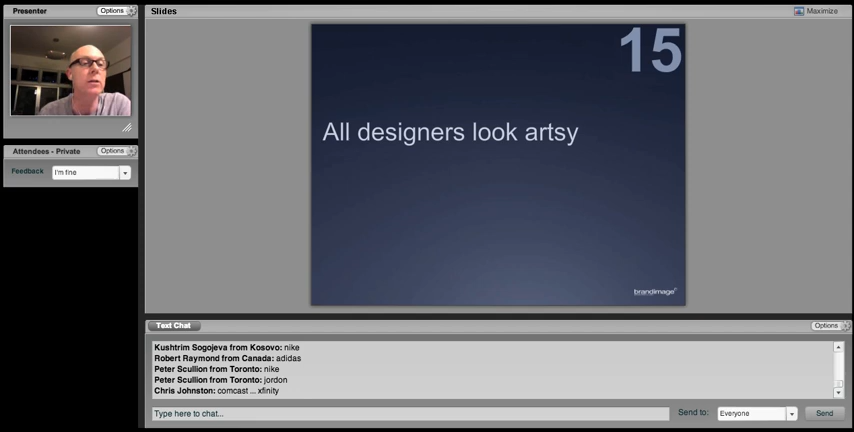 Presenter
Options
Slides
Maximize
15
All designers look artsy
brandimage
Attendees - Private
Options
Feedback
I'm fine
Text Chat
Options
Kushtrim Sogojeva from Kosovo: nike
Robert Raymond from Canada: adidas
Peter Scullion from Toronto: nike
Peter Scullion from Toronto: jordon
Chris Johnston: comcast ... xfinity
Type here to chat...
Send to:
Everyone
Send